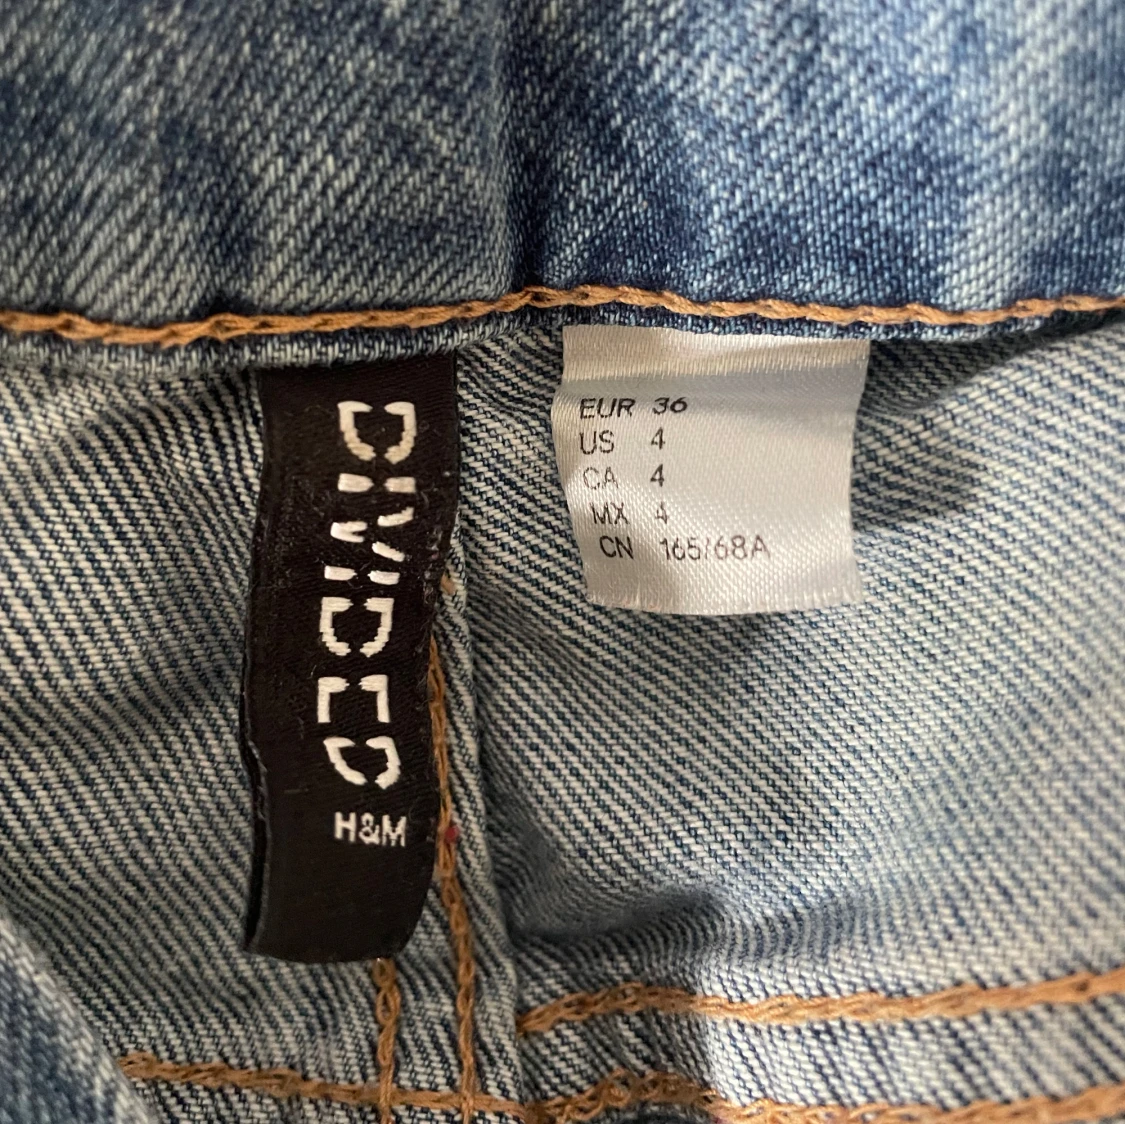 DIVIDED
H&M
EUR 36
US 4
CA 4
MX 4
CN 165/68A